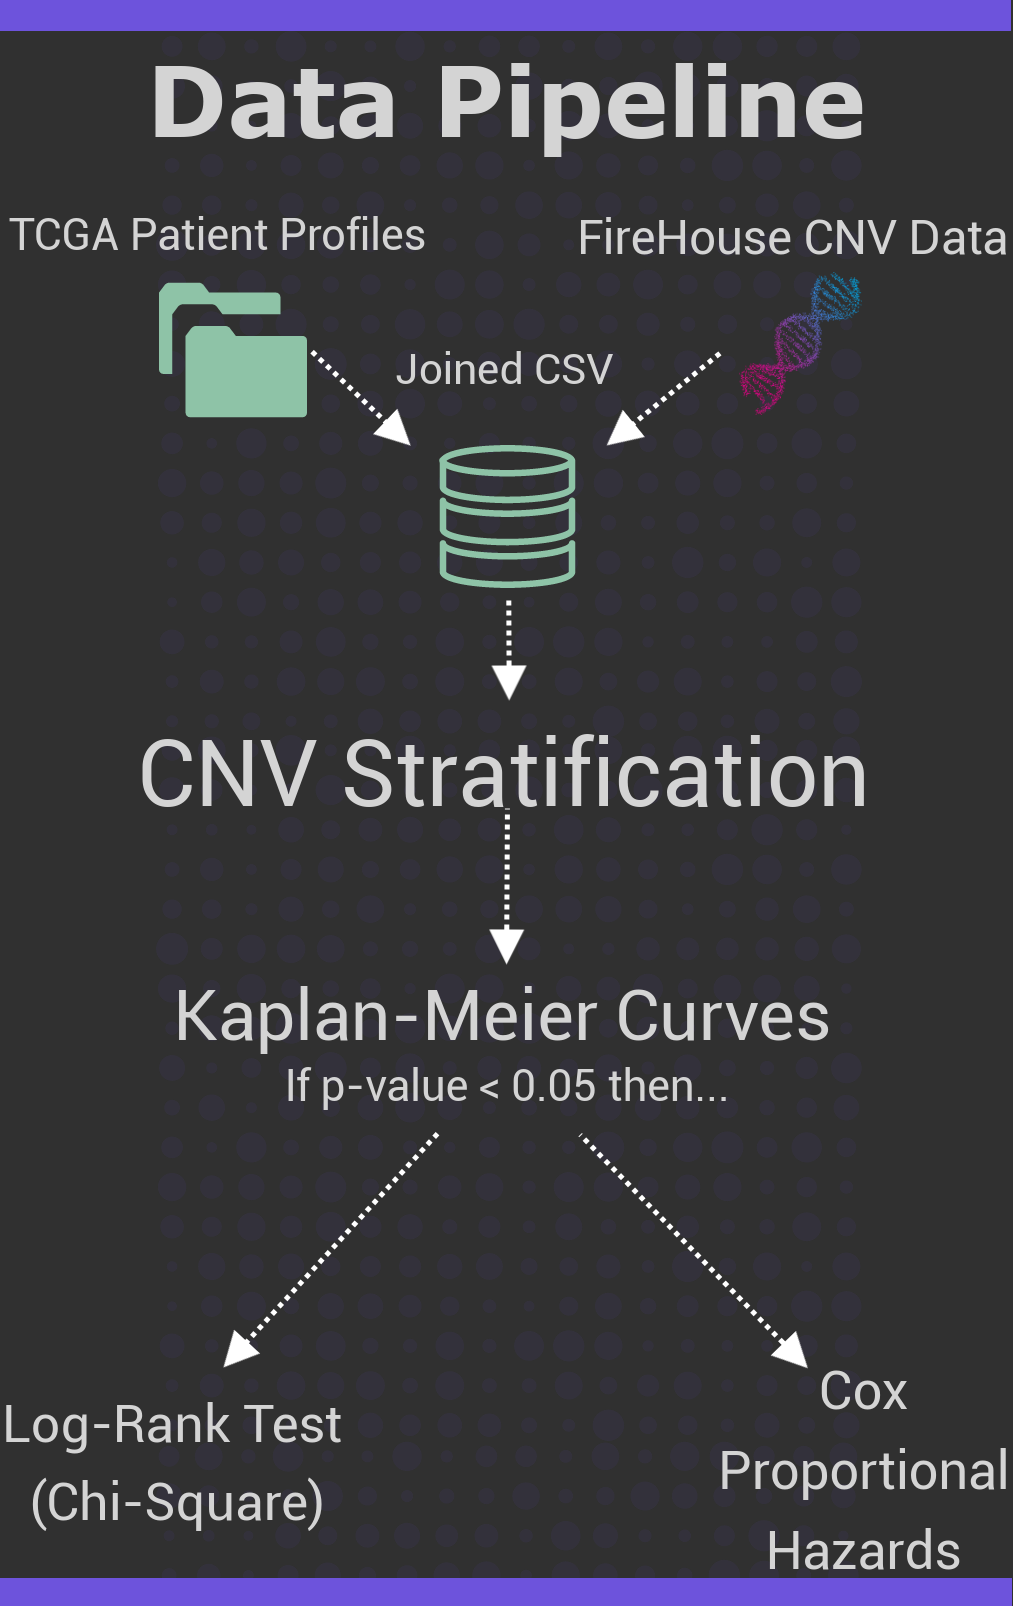 Data Pipeline
TCGA Patient Profiles
FireHouse CNV Data
Joined CSV
CNV Stratification
Kaplan-Meier Curves
If p-value < 0.05 then...
Log-Rank Test
(Chi-Square)
Cox
Proportional
Hazards